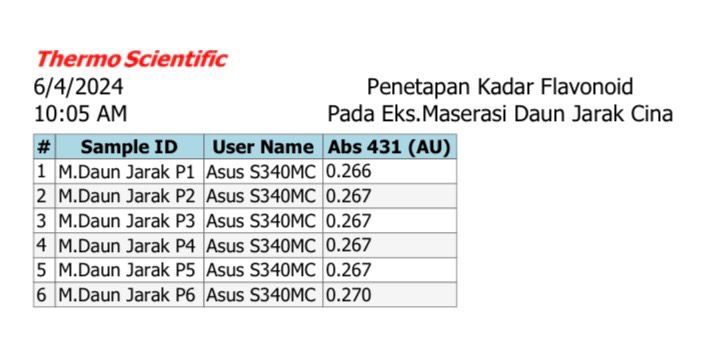 Thermo Scientific
6/4/2024 Penetapan Kadar Flavonoid
10:05 AM Pada Eks.Maserasi Daun Jarak Cina
# Sample ID User Name Abs 431 (AU)
1 M.Daun Jarak P1 Asus S340MC 0.266
2 M.Daun Jarak P2 Asus S340MC 0.267
3 M.Daun Jarak P3 Asus S340MC 0.267
4 M.Daun Jarak P4 Asus S340MC 0.267
5 M.Daun Jarak P5 Asus S340MC 0.267
6 M.Daun Jarak P6 Asus S340MC 0.270